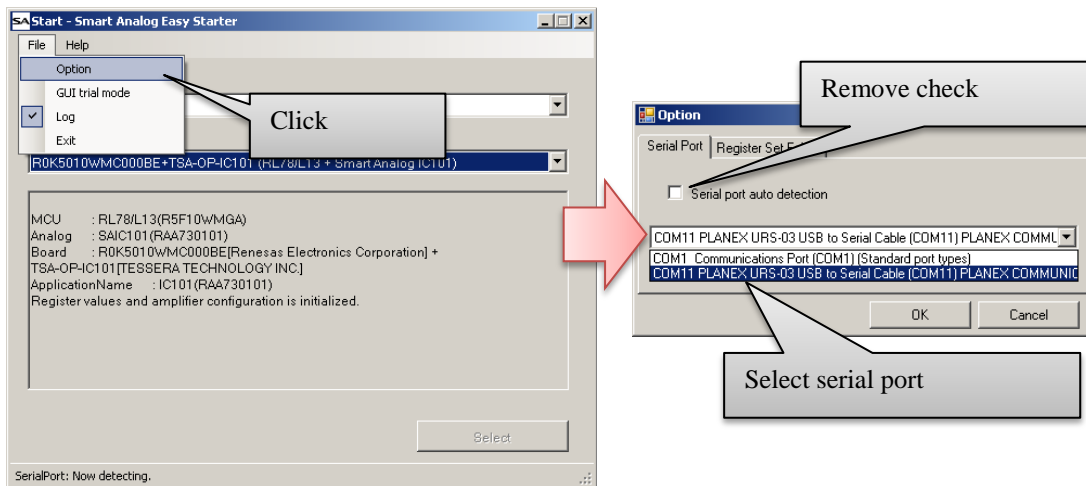 SA Start - Smart Analog Easy Starter
File Help
Option
GUI trial mode
Log
Exit
Click
R0K5010WMC000BE+TSA-OP-IC101 (RL78/L13 + Smart Analog IC101)
MCU : RL78/L13(R5F10WMGA)
Analog : SAIC101(RAA730101)
Board : R0K5010WMC000BE[Renesas Electronics Corporation] +
TSA-OP-IC101[TESSERA TECHNOLOGY INC.]
ApplicationName : IC101(RAA730101)
Register values and amplifier configuration is initialized.
Select
SerialPort: Now detecting.
Remove check
Option
Serial Port Register Set
Serial port auto detection
COM11 PLANEX URS-03 USB to Serial Cable (COM11) PLANEX COMMU
COM1 Communications Port (COM1) (Standard port types)
COM11 PLANEX URS-03 USB to Serial Cable (COM11) PLANEX COMMUNIC
OK Cancel
Select serial port